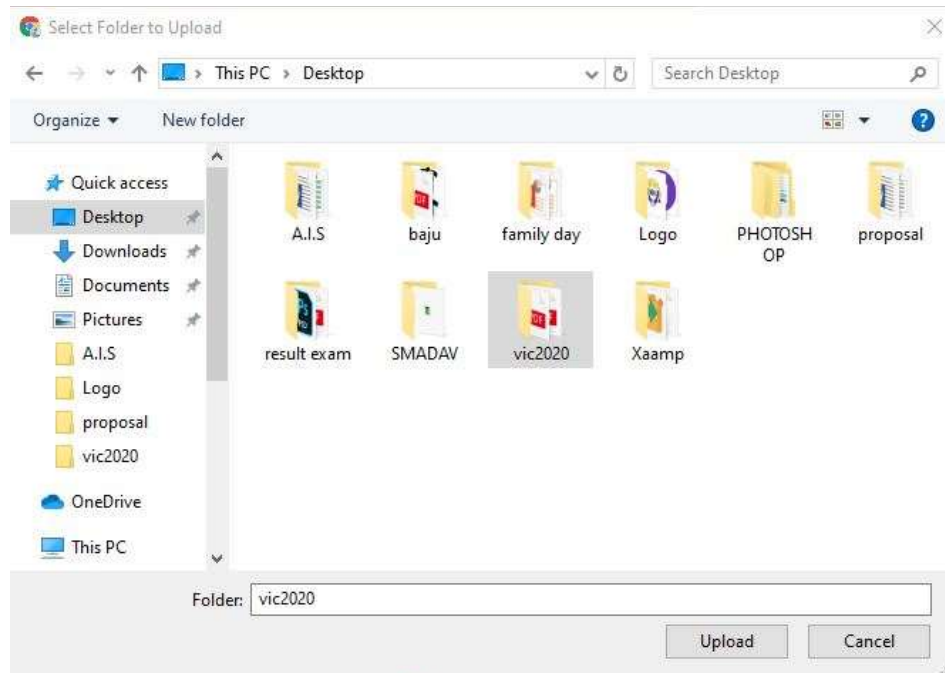 Select Folder to Upload
This PC > Desktop
Search Desktop
Organize
New folder
Quick access
Desktop
Downloads
Documents
Pictures
A.I.S
Logo
proposal
vic2020
OneDrive
This PC
A.I.S
baju
family day
Logo
PHOTOSH
OP
proposal
result exam
SMADAV
vic2020
Xaamp
Folder: vic2020
Upload
Cancel